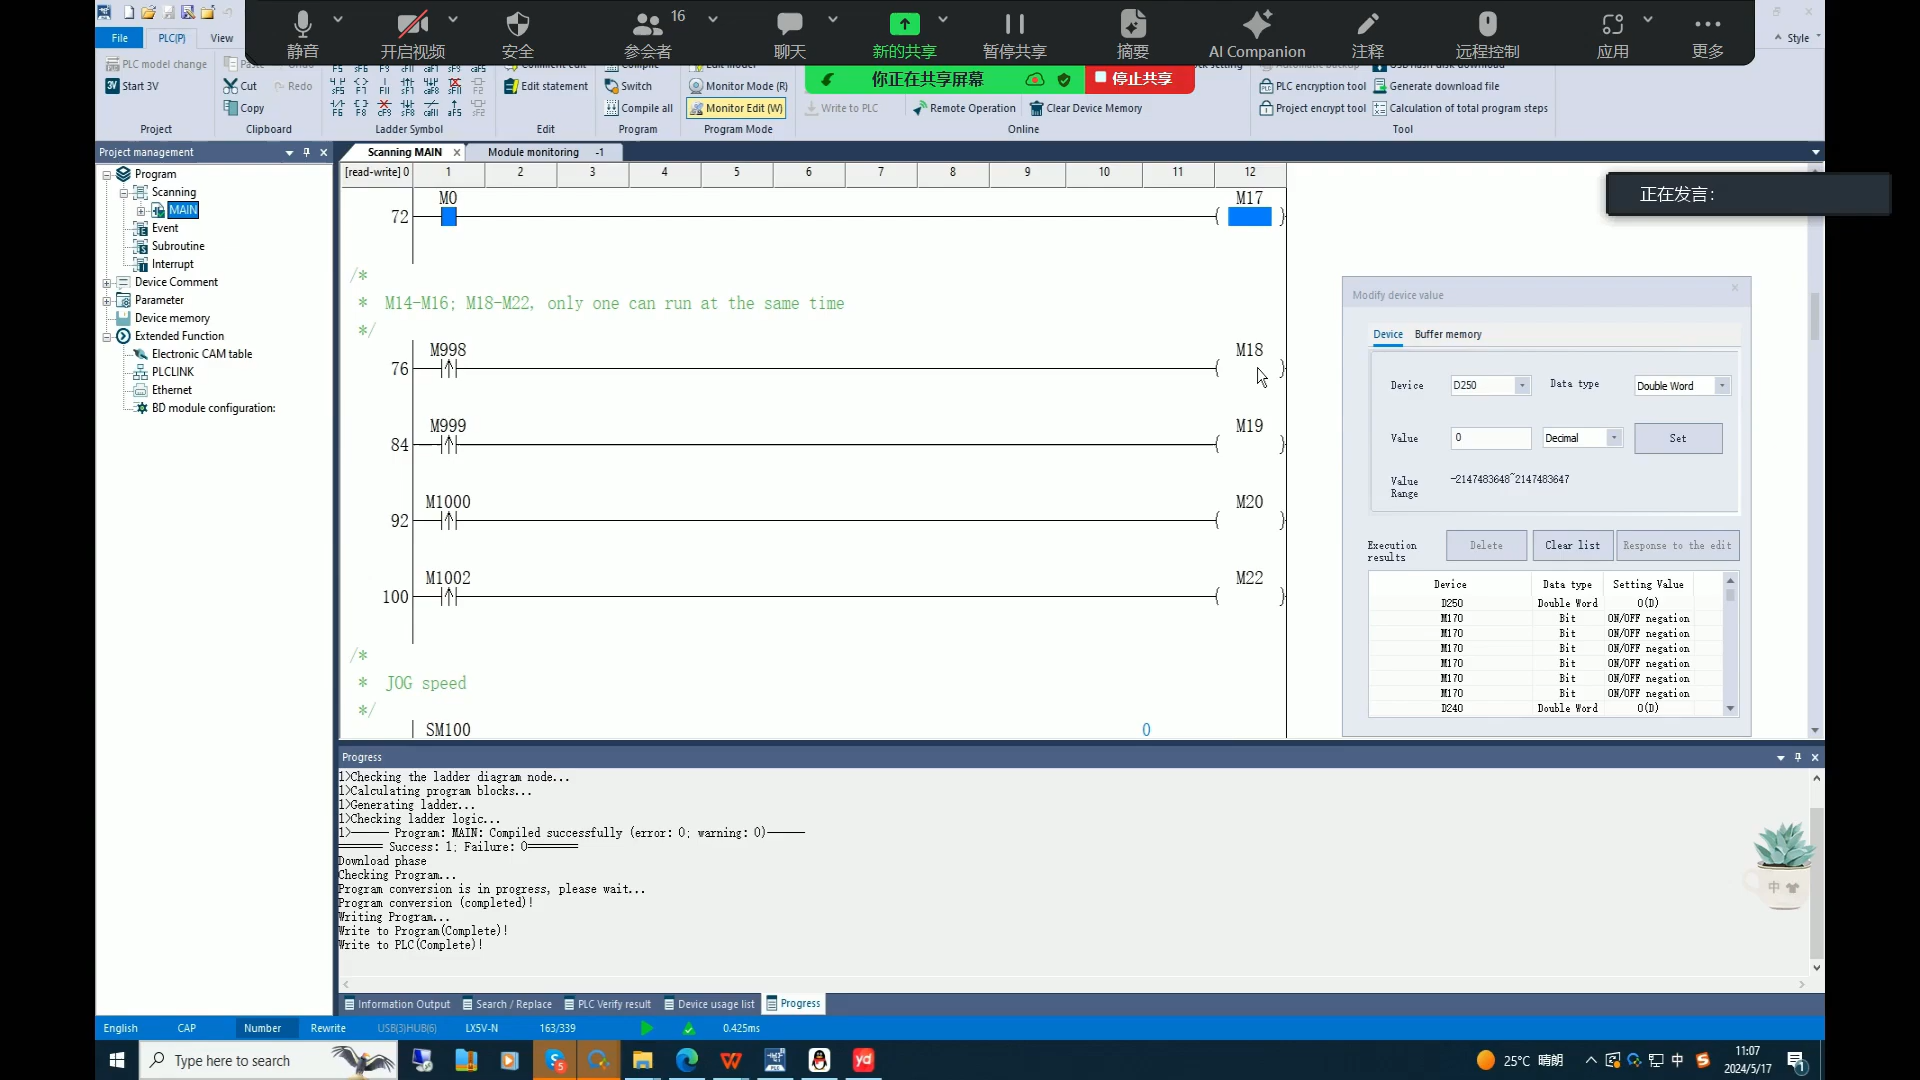 静音
开启视频
安全
参会者
16
聊天
新的共享
暂停共享
摘要
AI Companion
注释
远程控制
应用
更多
你正在共享屏幕
停止共享
正在发言:
File
PLC(P)
View
Style
PLC model change
Start 3V
Project
Cut
Redo
Copy
Clipboard
F5 F6 F7 F8
sF5 F11
F6 F8 cF9 sF8 caF11 aF5 sF2
Ladder Symbol
Edit statement
Edit
Switch
Compile all
Program
Monitor Mode (R)
Monitor Edit (W)
Program Mode
Write to PLC
Remote Operation
Clear Device Memory
Online
PLC encryption tool
Generate download file
Project encrypt tool
Calculation of total program steps
Tool
Project management
Program
Scanning
MAIN
Event
Subroutine
Interrupt
Device Comment
Parameter
Device memory
Extended Function
Electronic CAM table
PLCLINK
Ethernet
BD module configuration:
Scanning MAIN
Module monitoring -1
[read-write] 0 1 2 3 4 5 6 7 8 9 10 11 12
M0 M17
72
/*
* M14-M16; M18-M22, only one can run at the same time
*/
M998 M18
76
M999 M19
84
M1000 M20
92
M1002 M22
100
/*
* JOG speed
*/
SM100 0
Modify device value
Device Buffer memory
Device D250 Data type Double Word
Value 0 Decimal Set
Value Range -2147483648~2147483647
Execution results Delete Clear list Response to the edit
Device Data type Setting Value
D250 Double Word 0(D)
M170 Bit ON/OFF negation
M170 Bit ON/OFF negation
M170 Bit ON/OFF negation
M170 Bit ON/OFF negation
M170 Bit ON/OFF negation
M170 Bit ON/OFF negation
D240 Double Word 0(D)
Progress
1>Checking the ladder diagram node...
1>Calculating program blocks...
1>Generating ladder...
1>Checking ladder logic...
1>—— Program: MAIN: Compiled successfully (error: 0; warning: 0)——
====== Success: 1; Failure: 0=======
Download phase
Checking Program...
Program conversion is in progress, please wait...
Program conversion (completed)!
Writing Program...
Write to Program(Complete)!
Write to PLC(Complete)!
中
Information Output
Search / Replace
PLC Verify result
Device usage list
Progress
English CAP Number Rewrite USB(3)HUB(6) LX5V-N 163/339 0.425ms
Type here to search
yd
25°C 晴朗
中
11:07
2024/5/17
1